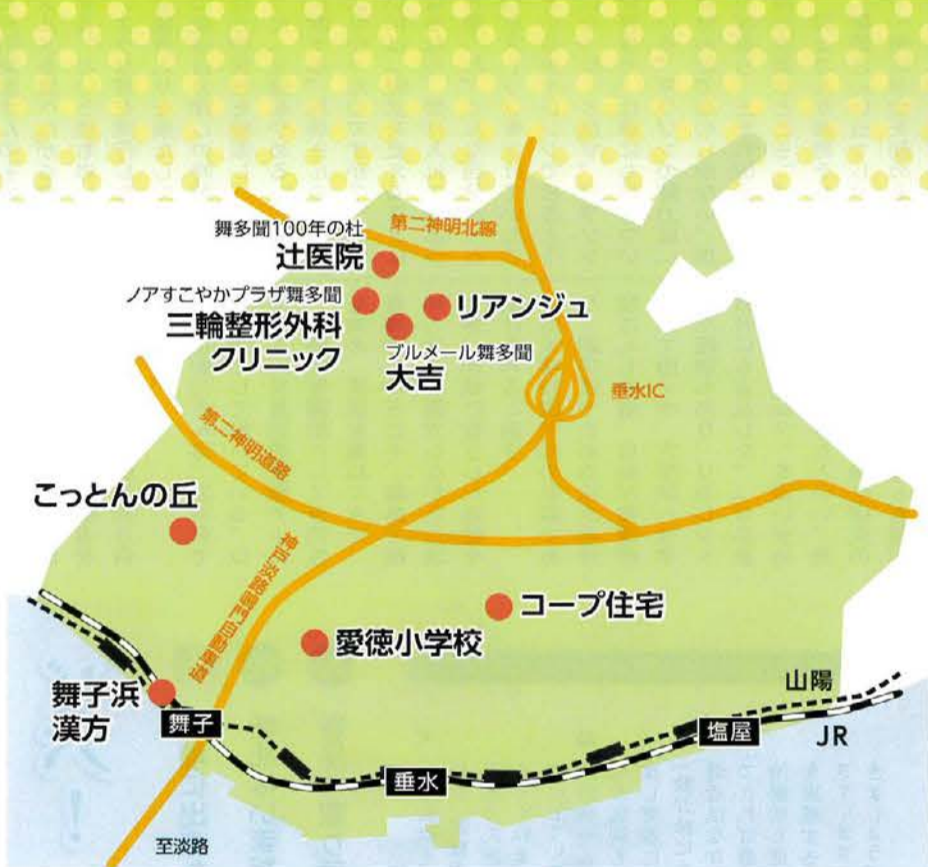 舞多聞100年の杜
辻医院
第二神明北線
ノアすこやかプラザ舞多聞
三輪整形外科
クリニック
リアンジュ
ブルメール舞多聞
大吉
垂水IC
第二神明道路
こっとんの丘
神戸淡路鳴門自動車道
コープ住宅
愛徳小学校
舞子浜
漢方
舞子
山陽
塩屋
JR
垂水
至淡路